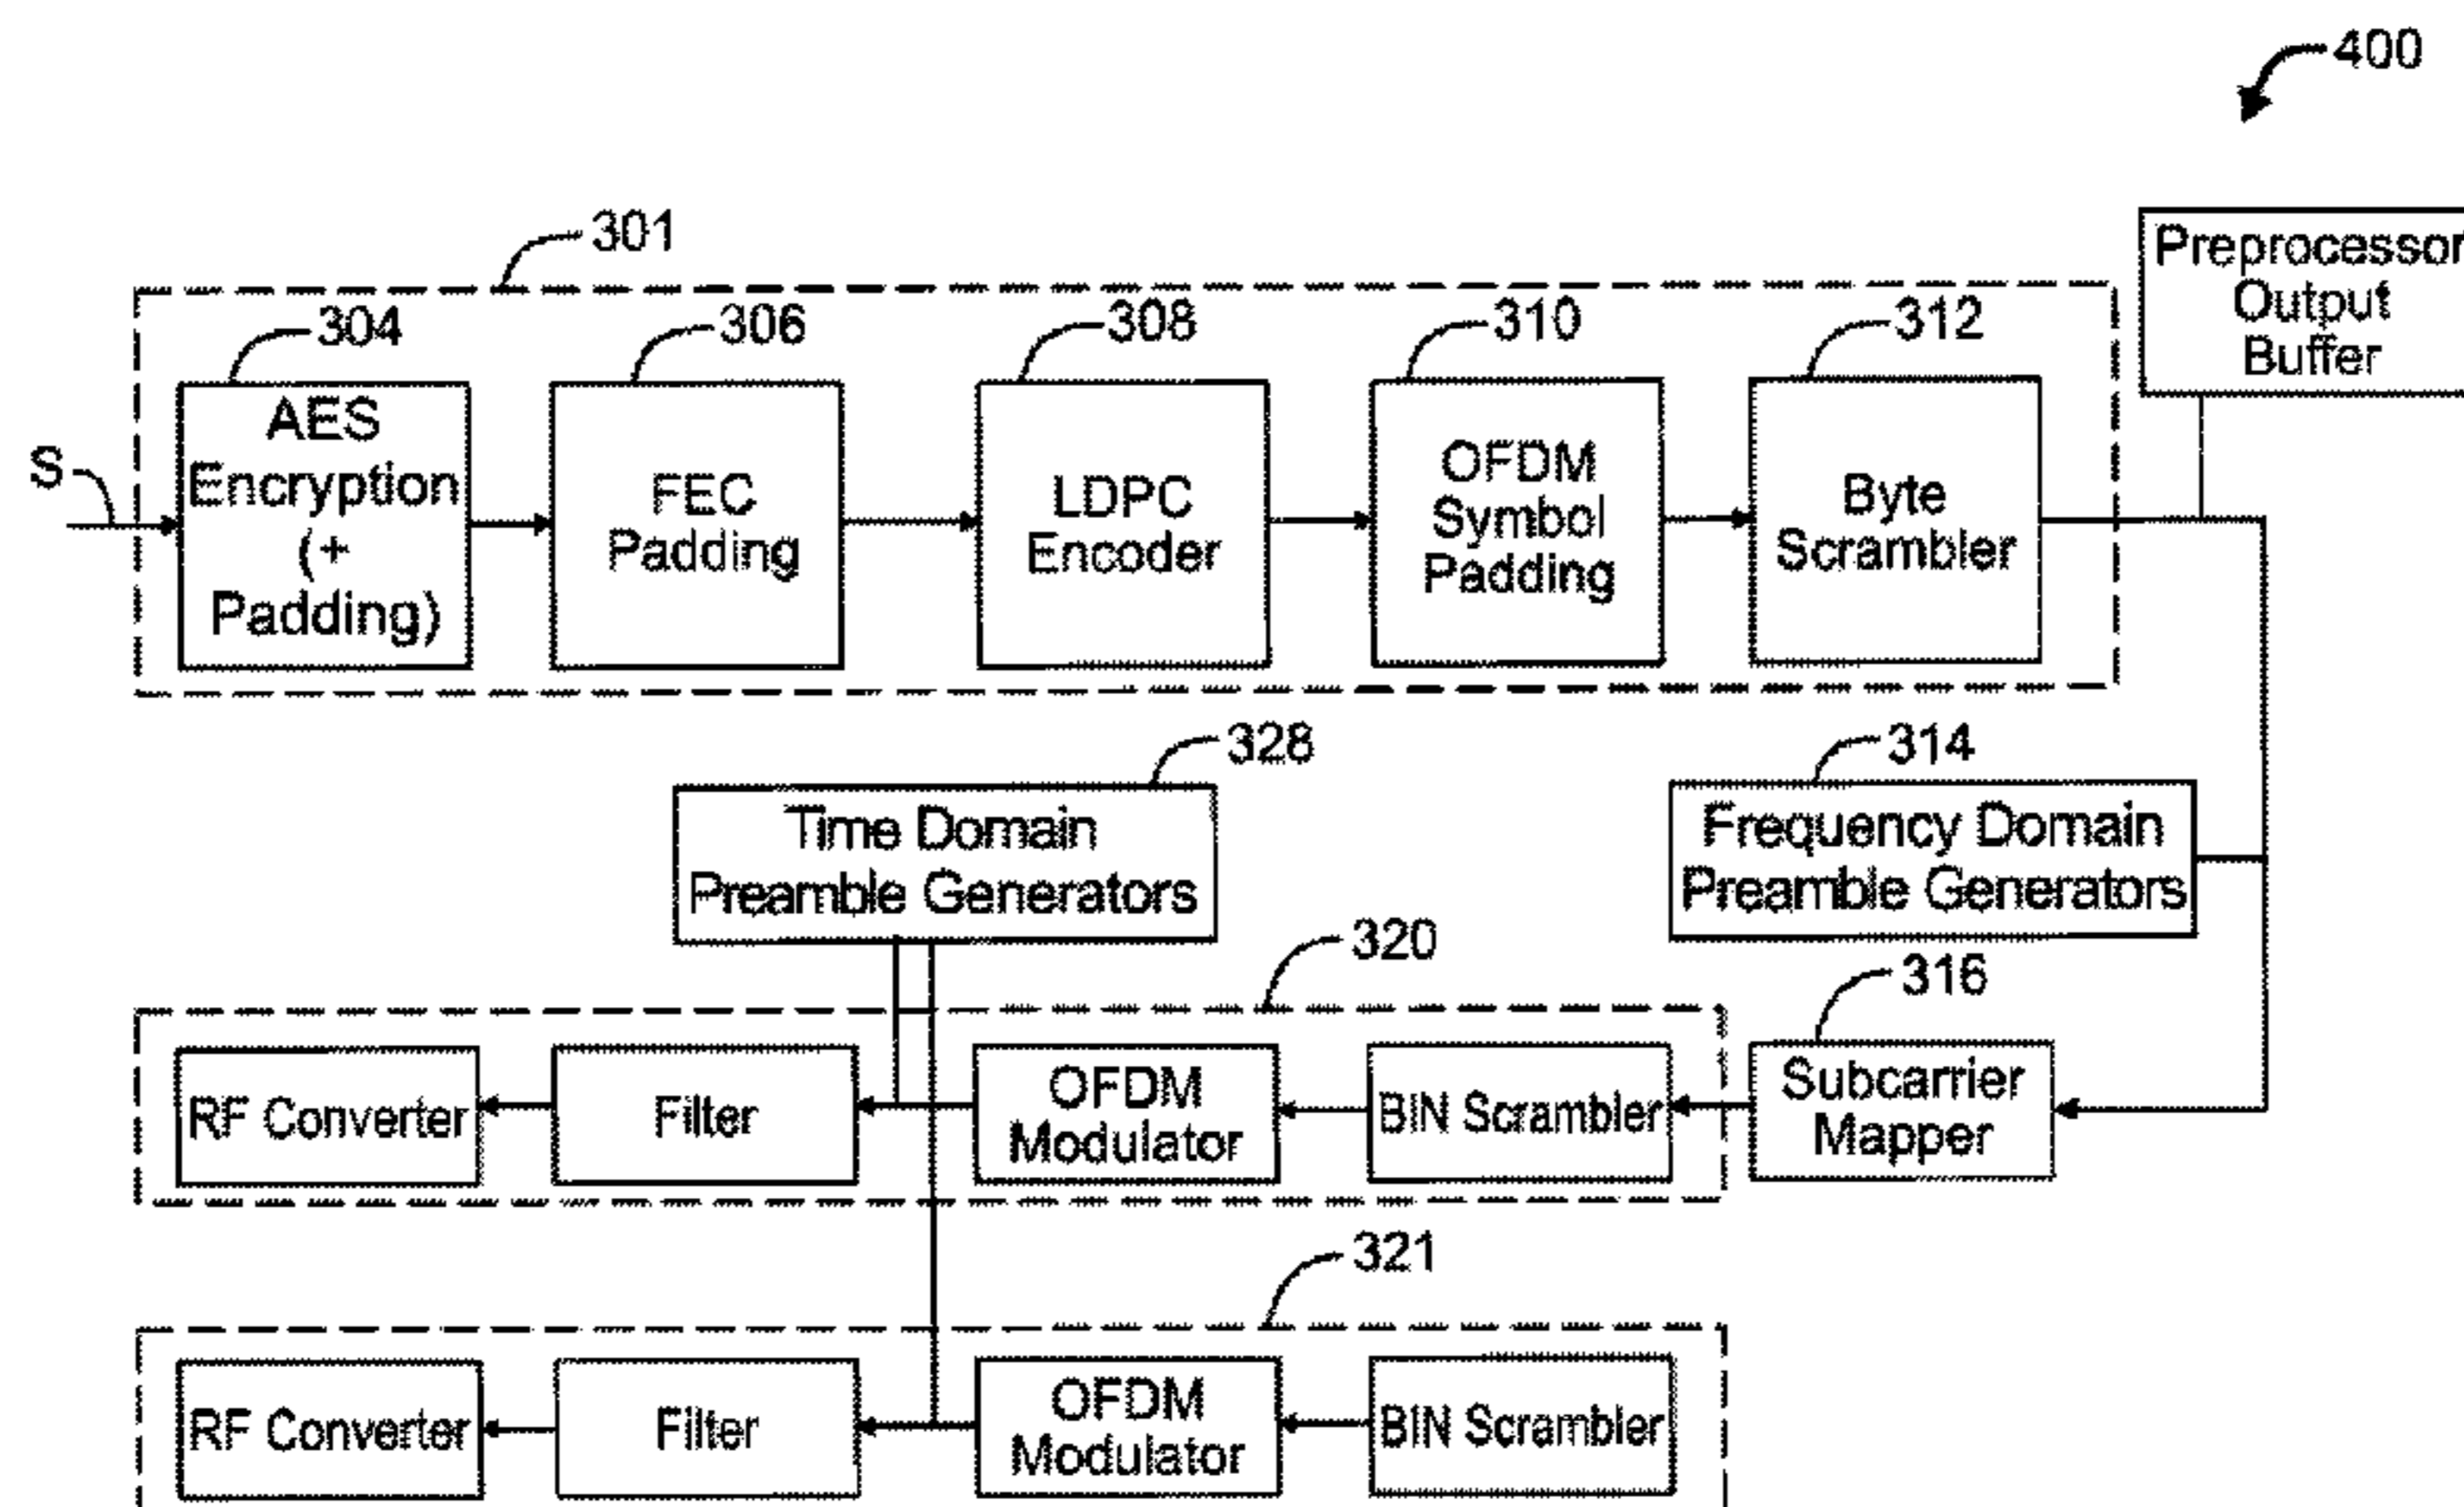 400
301
Preprocessor
Output
Buffer
304
306
308
310
312
S
AES
Encryption
(+
Padding)
FEC
Padding
LDPC
Encoder
OFDM
Symbol
Padding
Byte
Scrambler
328
314
Time Domain
Preamble Generators
Frequency Domain
Preamble Generators
320
316
RF Converter
Filter
OFDM
Modulator
BIN Scrambler
Subcarrier
Mapper
321
RF Converter
Filter
OFDM
Modulator
BIN Scrambler